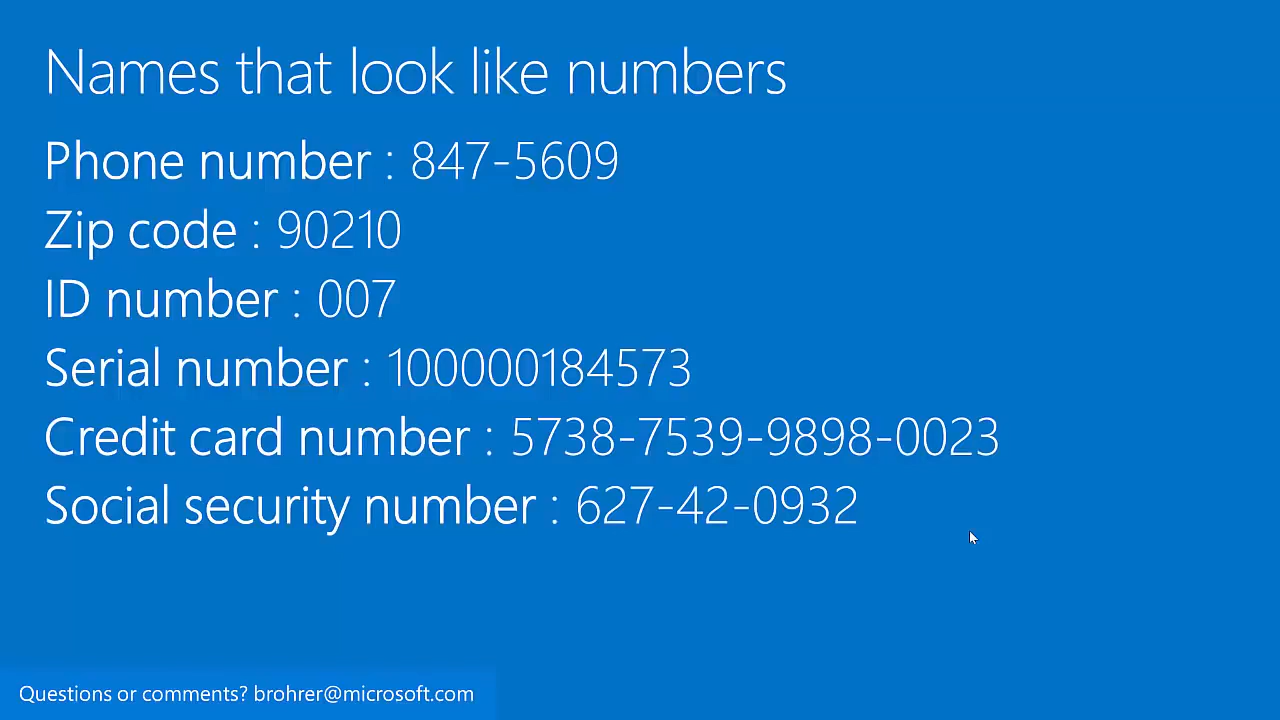 Names that look like numbers
Phone number : 847-5609
Zip code : 90210
ID number : 007
Serial number : 100000184573
Credit card number : 5738-7539-9898-0023
Social security number : 627-42-0932
Questions or comments? brohrer@microsoft.com